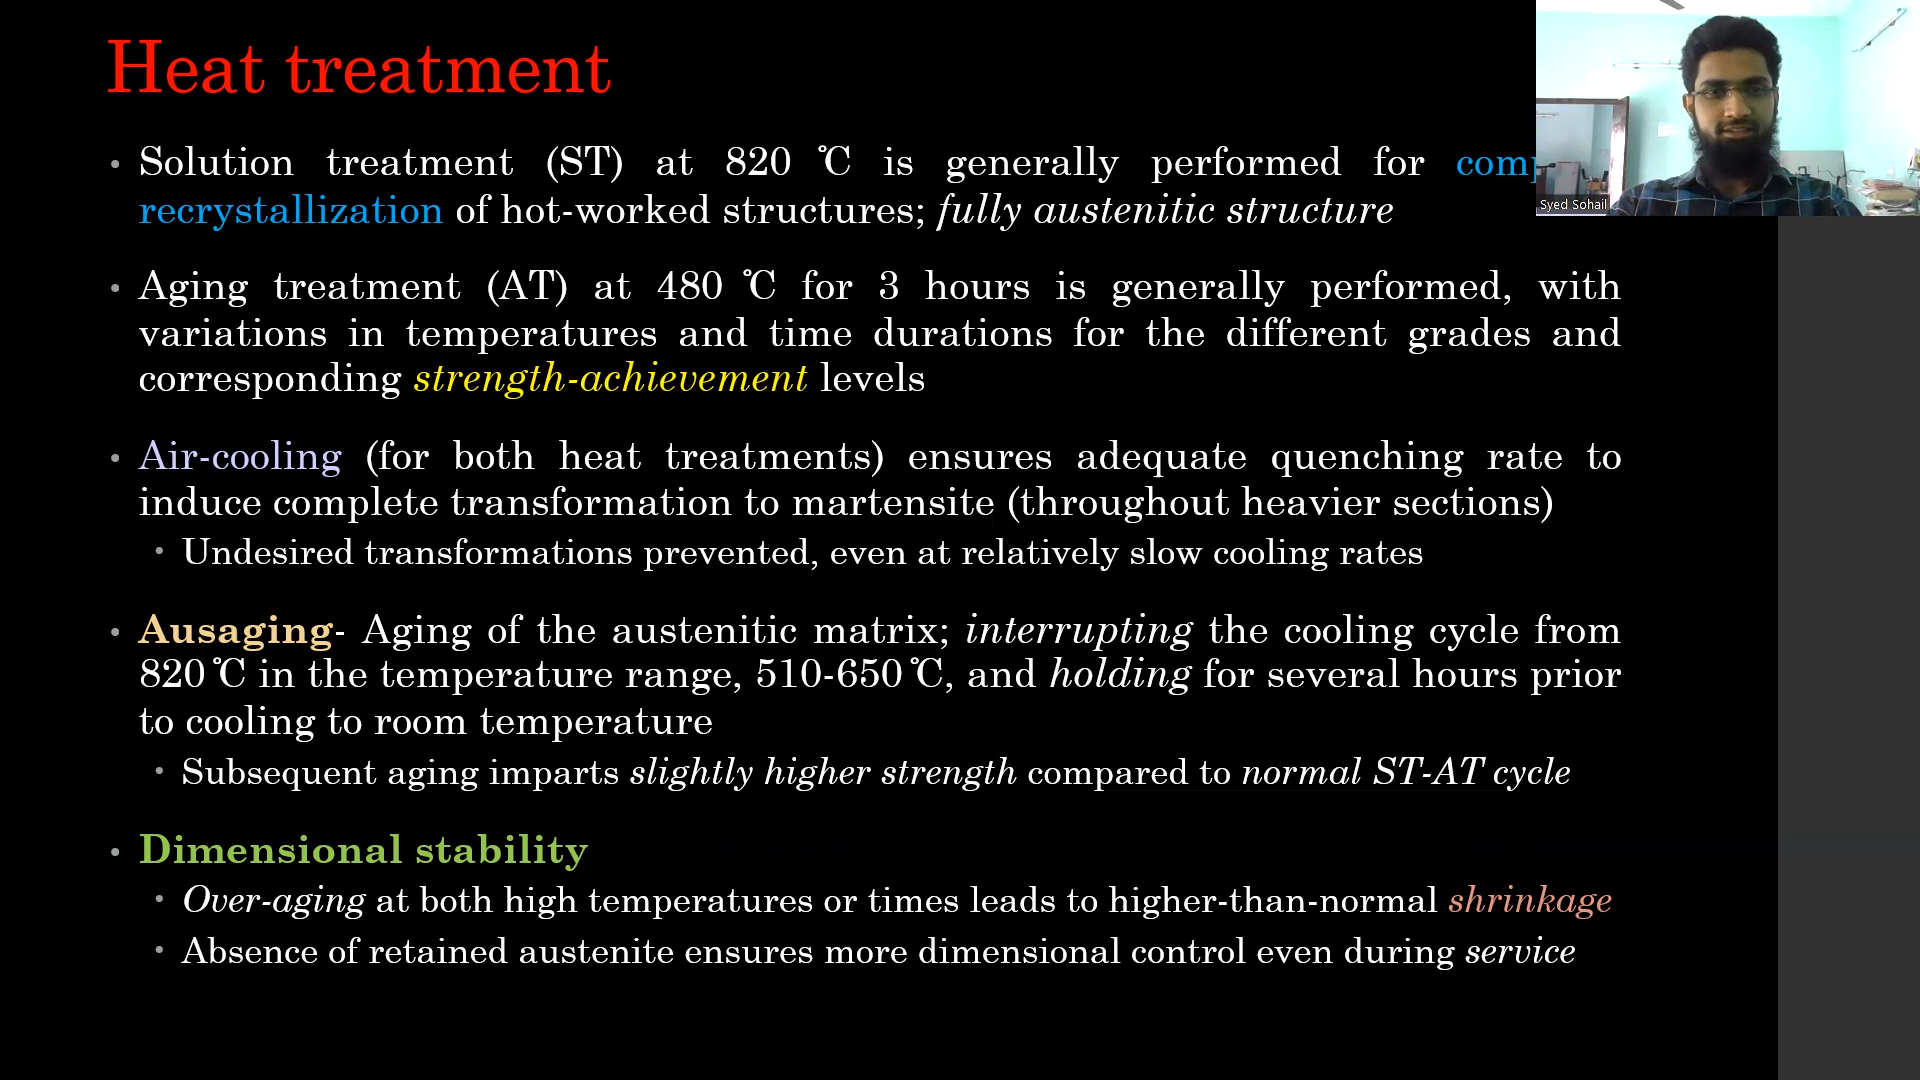 Heat treatment
• Solution treatment (ST) at 820 ℃ is generally performed for
recrystallization of hot-worked structures; fully austenitic structure
• Aging treatment (AT) at 480 ℃ for 3 hours is generally performed, with
variations in temperatures and time durations for the different grades and
corresponding strength-achievement levels
• Air-cooling (for both heat treatments) ensures adequate quenching rate to
induce complete transformation to martensite (throughout heavier sections)
• Undesired transformations prevented, even at relatively slow cooling rates
• Ausaging- Aging of the austenitic matrix; interrupting the cooling cycle from
820 ℃ in the temperature range, 510-650 ℃, and holding for several hours prior
to cooling to room temperature
• Subsequent aging imparts slightly higher strength compared to normal ST-AT cycle
• Dimensional stability
• Over-aging at both high temperatures or times leads to higher-than-normal shrinkage
• Absence of retained austenite ensures more dimensional control even during service
Syed Sohail